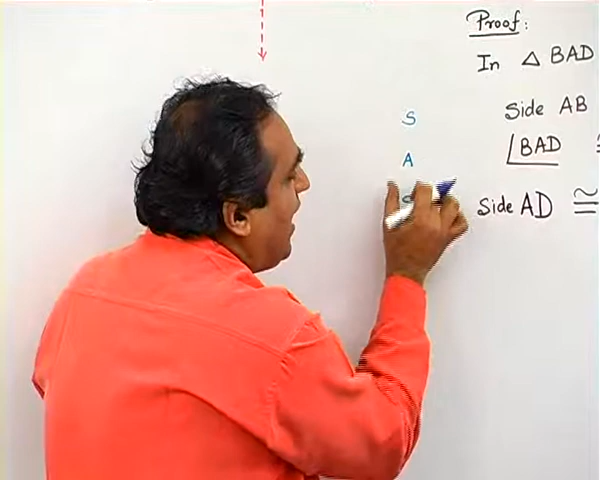 Proof:
In △ BAD
S Side AB
A ∠BAD ≅
Side AD ≅